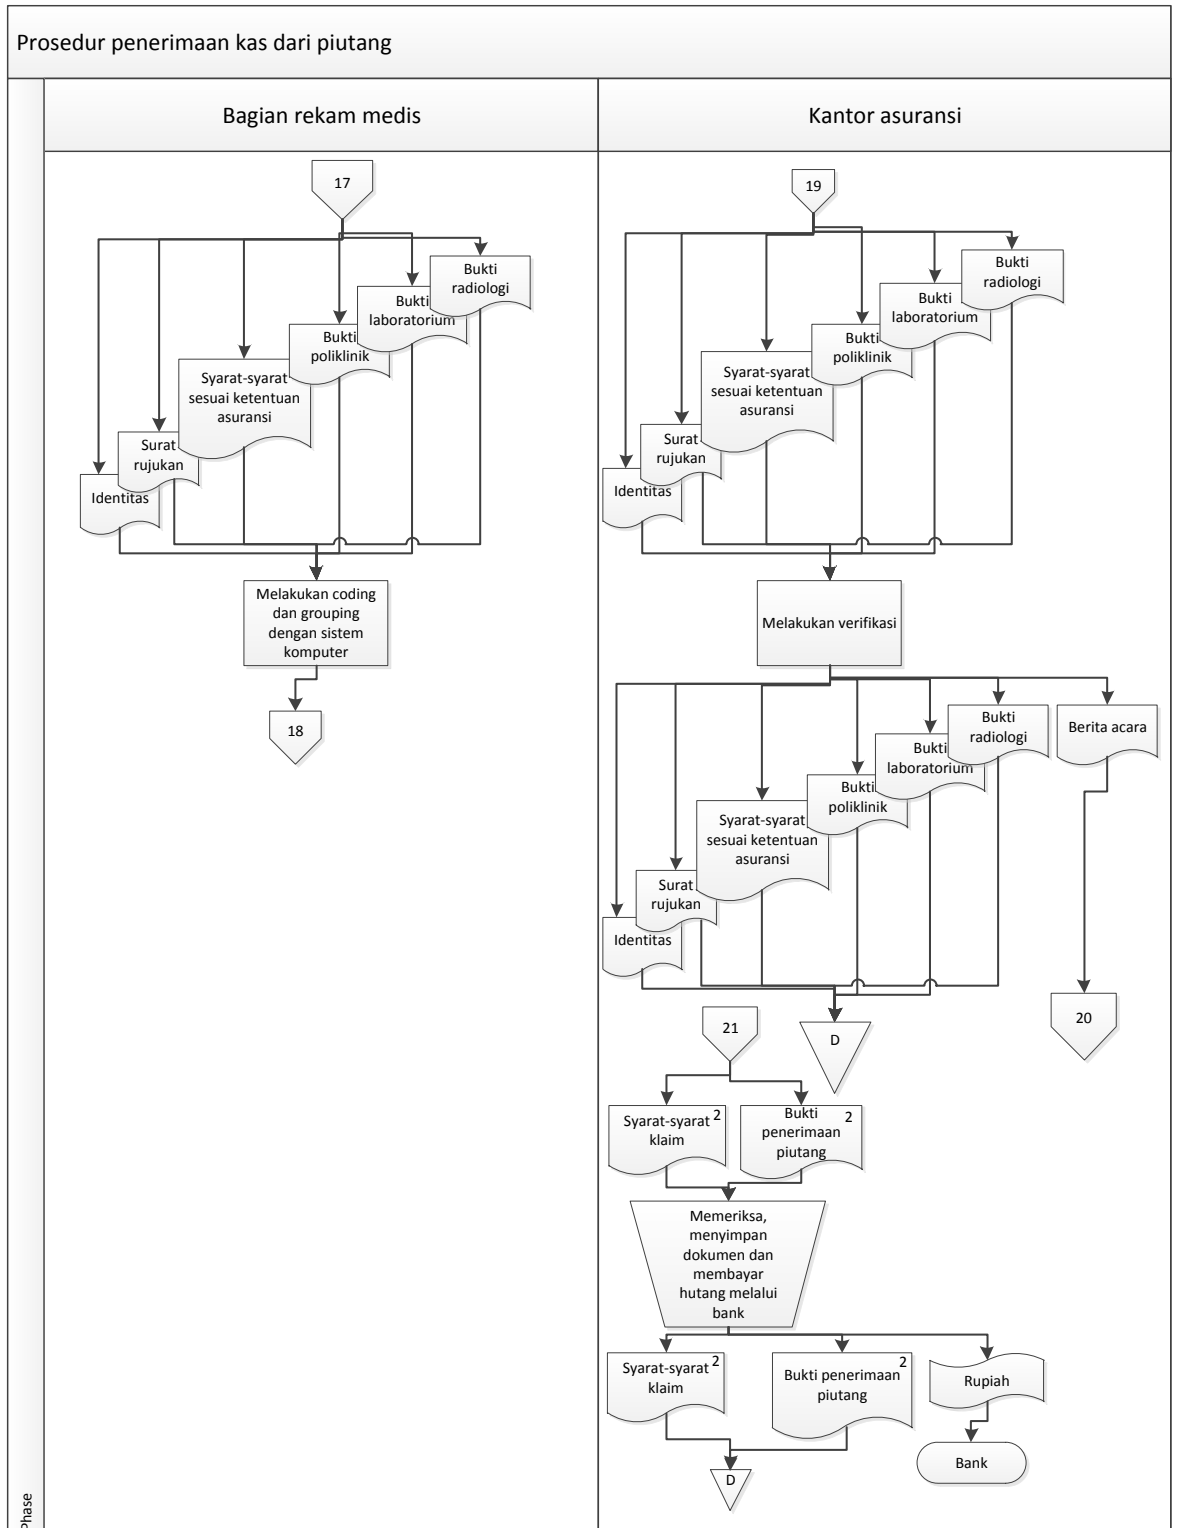 Prosedur penerimaan kas dari piutang
Bagian rekam medis
Kantor asuransi
17
Bukti
radiologi
Bukti
laboratorium
Bukti
poliklinik
Syarat-syarat
sesuai ketentuan
asuransi
Surat
rujukan
Identitas
Melakukan coding
dan grouping
dengan sistem
komputer
18
19
Bukti
radiologi
Bukti
laboratorium
Bukti
poliklinik
Syarat-syarat
sesuai ketentuan
asuransi
Surat
rujukan
Identitas
Melakukan verifikasi
Bukti
radiologi
Berita acara
Bukti
laboratorium
Bukti
poliklinik
Syarat-syarat
sesuai ketentuan
asuransi
Surat
rujukan
Identitas
20
21
D
Syarat-syarat 2
klaim
Bukti 2
penerimaan
piutang
Memeriksa,
menyimpan
dokumen dan
membayar
hutang melalui
bank
Syarat-syarat 2
klaim
2
Bukti penerimaan
piutang
Rupiah
Bank
D
Phase